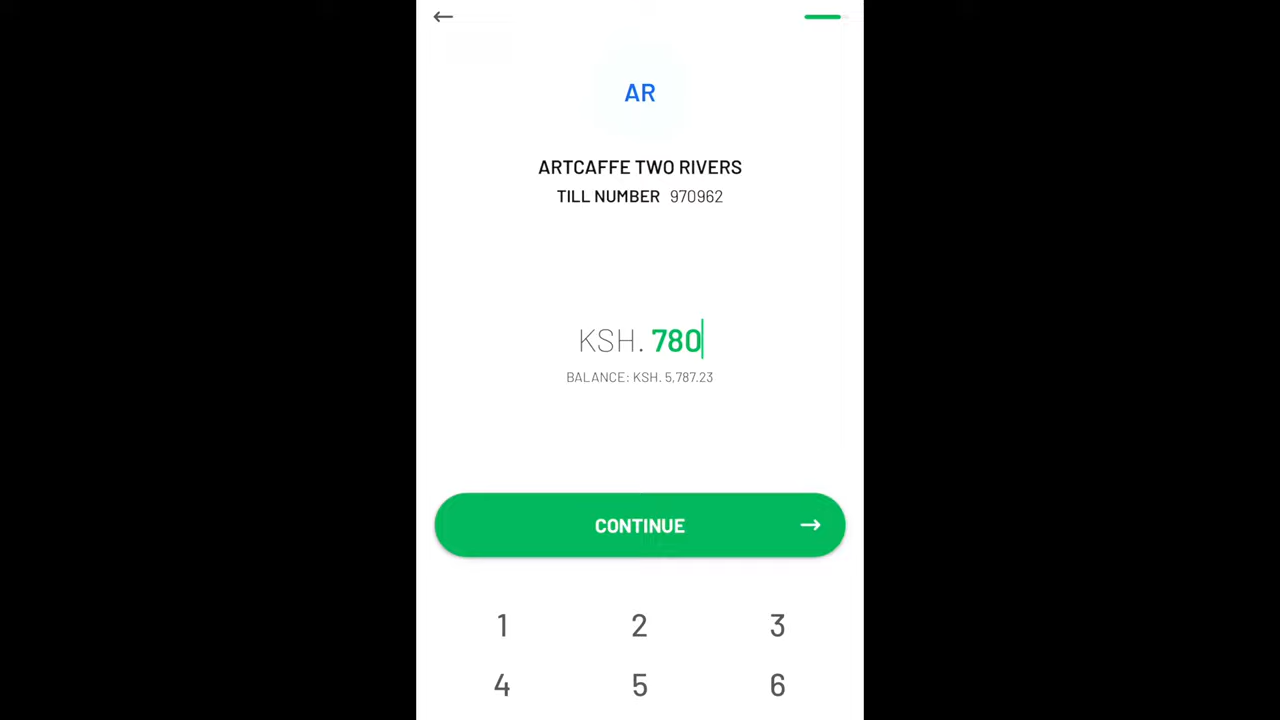 AR
ARTCAFFE TWO RIVERS
TILL NUMBER 970962
KSH. 780
BALANCE: KSH. 5,787.23
CONTINUE
1 2 3
4 5 6